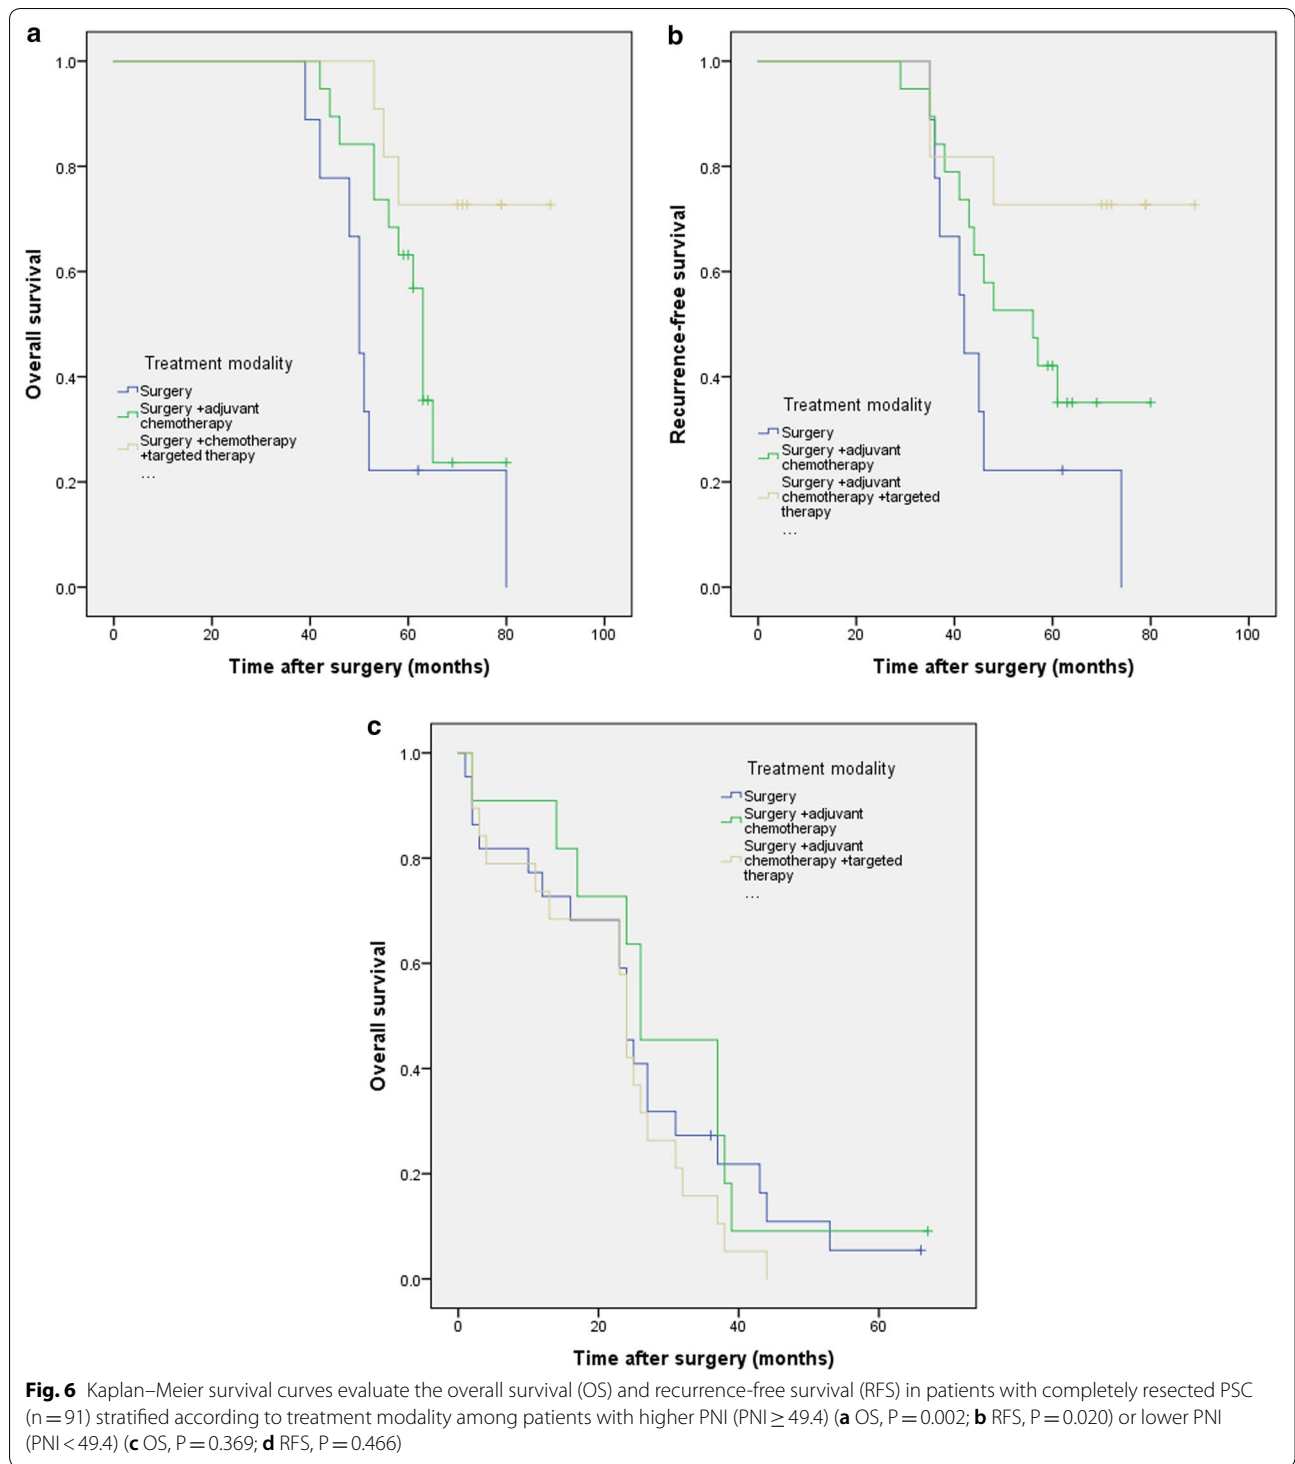 a
1.0
0.8
0.6
0.4
0.2
0.0
Overall survival
Treatment modality
Surgery
Surgery +adjuvant
chemotherapy
Surgery +chemotherapy
+targeted therapy
...
0 20 40 60 80 100
Time after surgery (months)
b
1.0
0.8
0.6
0.4
0.2
0.0
Recurrence-free survival
Treatment modality
Surgery
Surgery +adjuvant
chemotherapy
Surgery +adjuvant
chemotherapy +targeted
therapy
...
0 20 40 60 80 100
Time after surgery (months)
c
1.0
0.8
0.6
0.4
0.2
0.0
Overall survival
Treatment modality
Surgery
Surgery +adjuvant
chemotherapy
Surgery +adjuvant
chemotherapy +targeted
therapy
...
0 20 40 60
Time after surgery (months)
Fig. 6 Kaplan–Meier survival curves evaluate the overall survival (OS) and recurrence-free survival (RFS) in patients with completely resected PSC
(n = 91) stratified according to treatment modality among patients with higher PNI (PNI ≥ 49.4) (a OS, P = 0.002; b RFS, P = 0.020) or lower PNI
(PNI < 49.4) (c OS, P = 0.369; d RFS, P = 0.466)